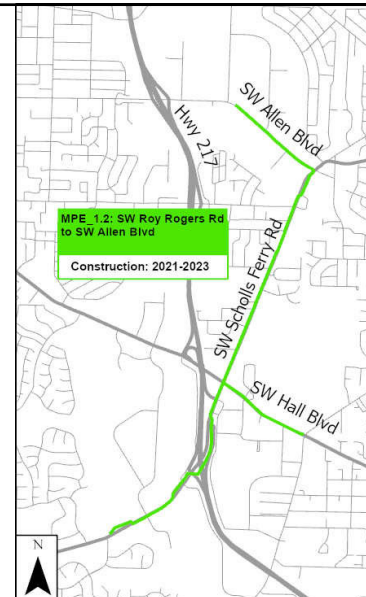 SW Allen Blvd
Hwy 217
MPE_1.2: SW Roy Rogers Rd
to SW Allen Blvd
Construction: 2021-2023
SW Scholls Ferry Rd
SW Hall Blvd
N